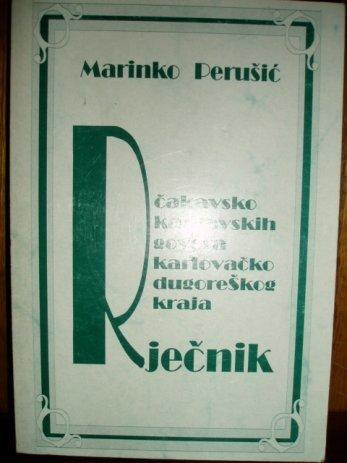 Marinko Perušić
Rječnik
čakavsko
kajkavskih
govora
karlovačko
dugoreškog
kraja